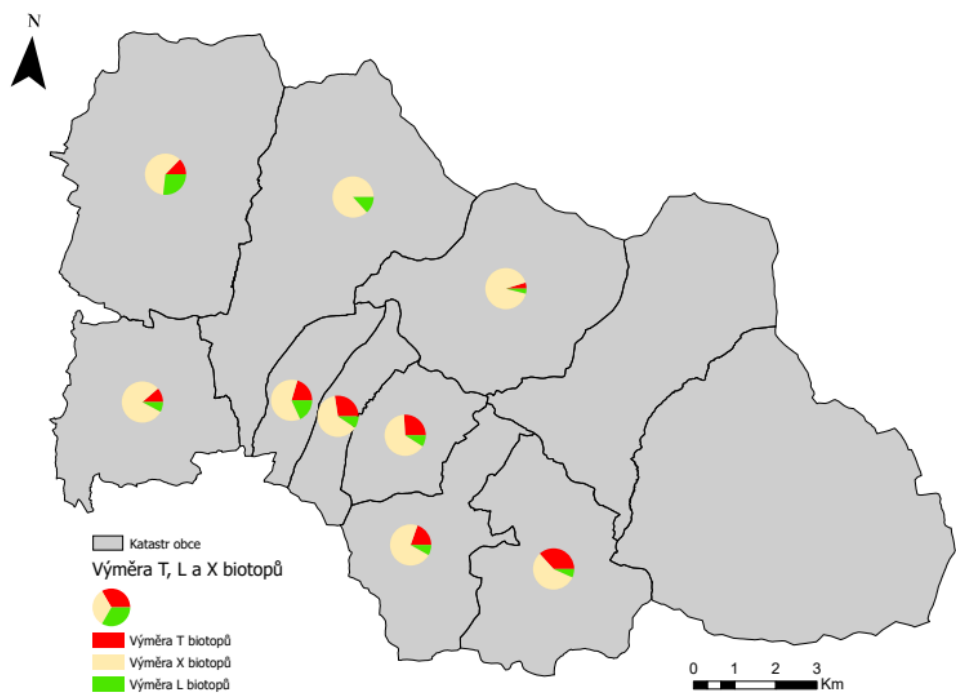 N
Katastr obce
Výměra T, L a X biotopů
Výměra T biotopů
Výměra X biotopů
Výměra L biotopů
0 1 2 3
Km